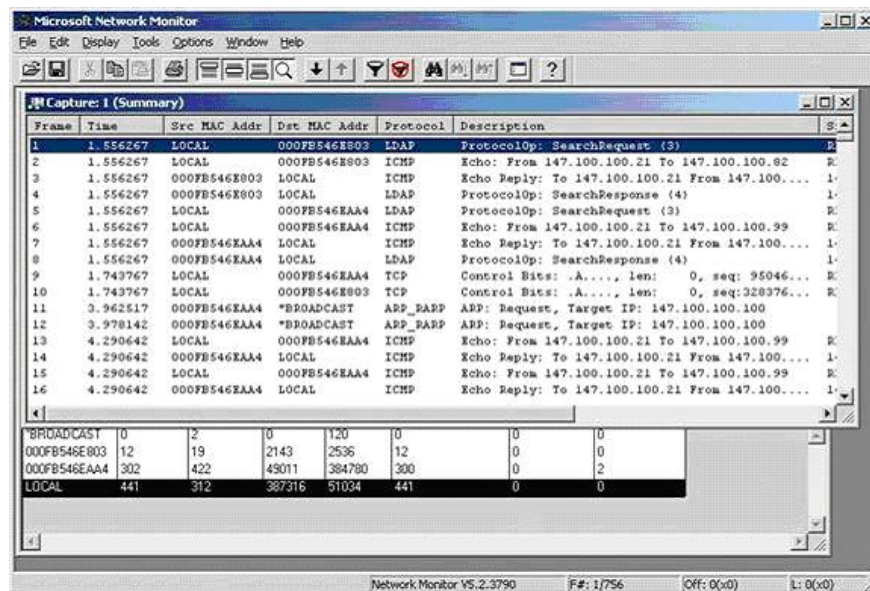 Microsoft Network Monitor
File Edit Display Tools Options Window Help
Capture: 1 (Summary)
Frame Time Src MAC Addr Dst MAC Addr Protocol Description
1 1.556267 LOCAL 000FB546E803 LDAP ProtocolOp: SearchRequest (3)
2 1.556267 LOCAL 000FB546E803 ICMP Echo: From 147.100.100.21 To 147.100.100.82
3 1.556267 000FB546E803 LOCAL ICMP Echo Reply: To 147.100.100.21 From 147.100....
4 1.556267 000FB546E803 LOCAL LDAP ProtocolOp: SearchResponse (4)
5 1.556267 LOCAL 000FB546EAA4 LDAP ProtocolOp: SearchRequest (3)
6 1.556267 LOCAL 000FB546EAA4 ICMP Echo: From 147.100.100.21 To 147.100.100.99
7 1.556267 000FB546EAA4 LOCAL ICMP Echo Reply: To 147.100.100.21 From 147.100....
8 1.556267 000FB546EAA4 LOCAL LDAP ProtocolOp: SearchResponse (4)
9 1.743767 LOCAL 000FB546EAA4 TCP Control Bits: .A...., len: 0, seq: 95046...
10 1.743767 LOCAL 000FB546E803 TCP Control Bits: .A...., len: 0, seq:328376...
11 3.962517 000FB546EAA4 *BROADCAST ARP_RARP ARP: Request, Target IP: 147.100.100.100
12 3.978142 000FB546EAA4 *BROADCAST ARP_RARP ARP: Request, Target IP: 147.100.100.100
13 4.290642 LOCAL 000FB546EAA4 ICMP Echo: From 147.100.100.21 To 147.100.100.99
14 4.290642 000FB546EAA4 LOCAL ICMP Echo Reply: To 147.100.100.21 From 147.100....
15 4.290642 LOCAL 000FB546EAA4 ICMP Echo: From 147.100.100.21 To 147.100.100.99
16 4.290642 000FB546EAA4 LOCAL ICMP Echo Reply: To 147.100.100.21 From 147.100....
*BROADCAST 0 2 0 120 0 0 0
000FB546E803 12 19 2143 2536 12 0 0
000FB546EAA4 302 422 49011 384780 300 0 2
LOCAL 441 312 387316 51034 441 0 0
Network Monitor V5.2.3790 F#: 1/756 Off: 0(x0) L: 0(x0)